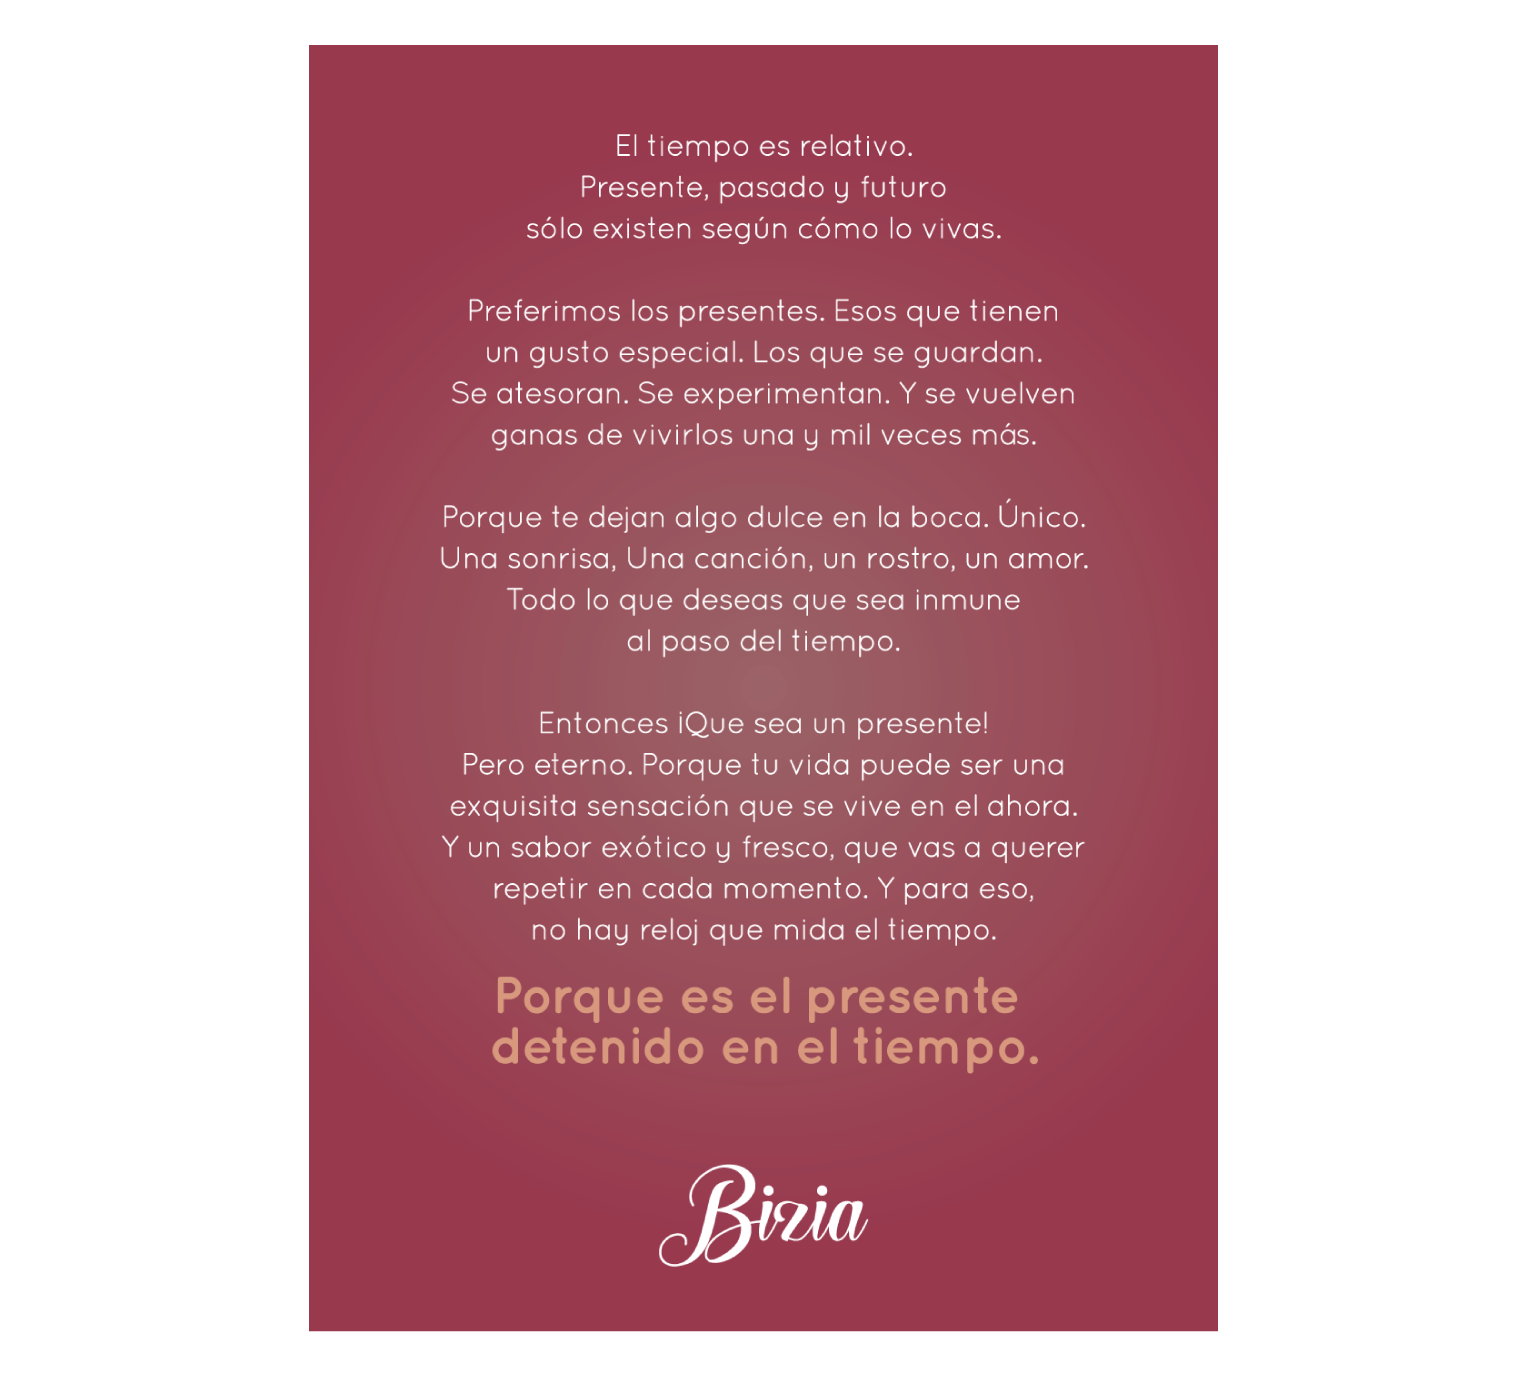 El tiempo es relativo.
Presente, pasado y futuro
sólo existen según cómo lo vivas.
Preferimos los presentes. Esos que tienen
un gusto especial. Los que se guardan.
Se atesoran. Se experimentan. Y se vuelven
ganas de vivirlos una y mil veces más.
Porque te dejan algo dulce en la boca. Único.
Una sonrisa, Una canción, un rostro, un amor.
Todo lo que deseas que sea inmune
al paso del tiempo.
Entonces ¡Que sea un presente!
Pero eterno. Porque tu vida puede ser una
exquisita sensación que se vive en el ahora.
Y un sabor exótico y fresco, que vas a querer
repetir en cada momento. Y para eso,
no hay reloj que mida el tiempo.
Porque es el presente
detenido en el tiempo.
Bizia